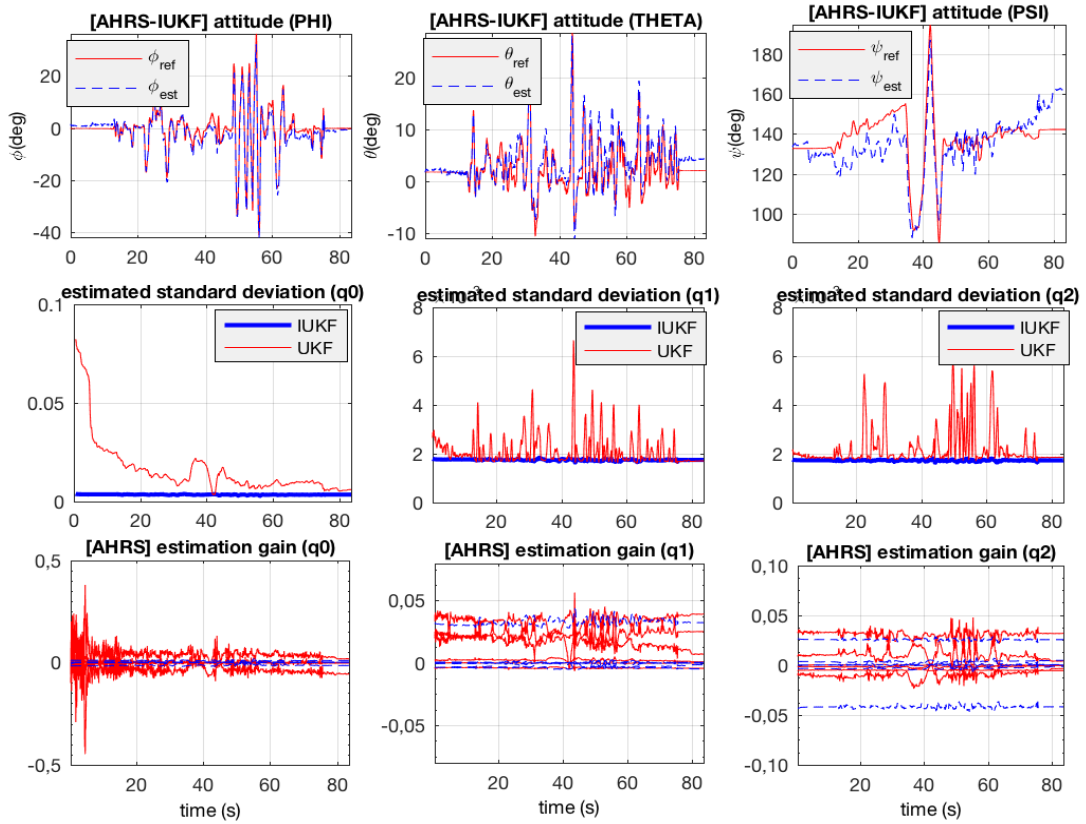 [AHRS-IUKF] attitude (PHI)
[AHRS-IUKF] attitude (THETA)
[AHRS-IUKF] attitude (PSI)
ϕref
ϕest
20
0
-20
-40
ϕ(deg)
0 20 40 60 80
θref
θest
20
10
0
-10
θ(deg)
0 20 40 60 80
ψref
ψest
180
160
140
120
100
ψ(deg)
0 20 40 60 80
estimated standard deviation (q0)
estimated standard deviation (q1)
estimated standard deviation (q2)
IUKF
UKF
0.1
0.05
0
0 20 40 60 80
IUKF
UKF
8
6
4
2
0
20 40 60 80
IUKF
UKF
8
6
4
2
0
20 40 60 80
[AHRS] estimation gain (q0)
[AHRS] estimation gain (q1)
[AHRS] estimation gain (q2)
0,5
0
-0,5
20 40 60 80
time (s)
0,05
0
-0,05
20 40 60 80
time (s)
0,10
0,05
0
-0,05
-0,10
20 40 60 80
time (s)